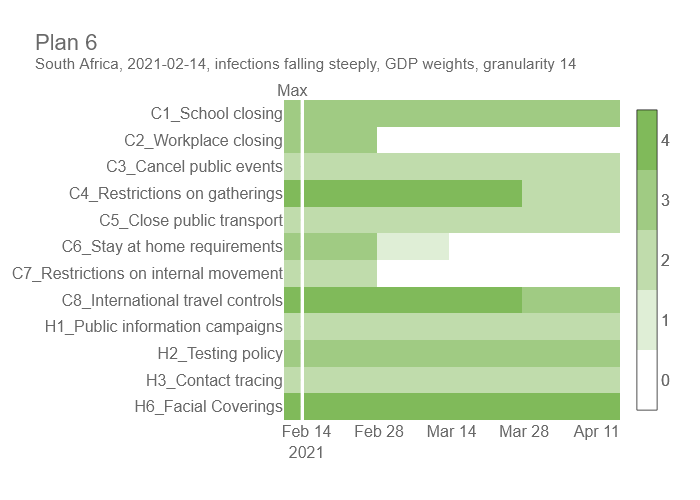 Plan 6
South Africa, 2021-02-14, infections falling steeply, GDP weights, granularity 14
Max
C1_School closing
C2_Workplace closing
C3_Cancel public events
C4_Restrictions on gatherings
C5_Close public transport
C6_Stay at home requirements
C7_Restrictions on internal movement
C8_International travel controls
H1_Public information campaigns
H2_Testing policy
H3_Contact tracing
H6_Facial Coverings
Feb 14 Feb 28 Mar 14 Mar 28 Apr 11
2021
4
3
2
1
0